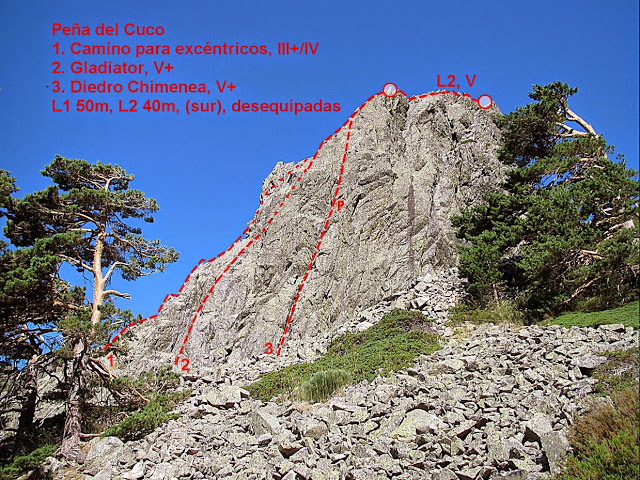 Peña del Cuco
1. Camino para excéntricos, III+/IV
2. Gladiator, V+
3. Diedro Chimenea, V+
L1 50m, L2 40m, (sur), desequipadas
L2, V
P
1
2
3